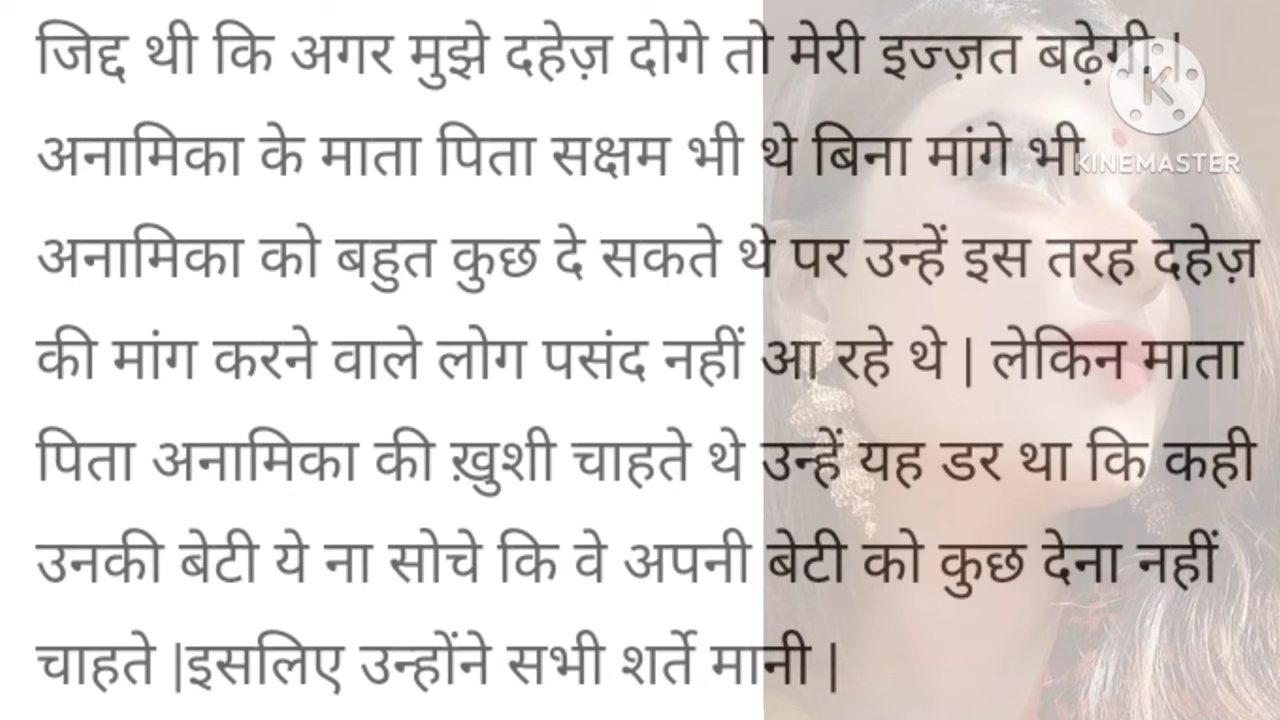 जिद्द थी कि अगर मुझे दहेज़ दोगे तो मेरी इज्ज़त बढ़ेगी |
अनामिका के माता पिता सक्षम भी थे बिना मांगे भी
KINEMASTER
अनामिका को बहुत कुछ दे सकते थे पर उन्हें इस तरह दहेज़
की मांग करने वाले लोग पसंद नहीं आ रहे थे | लेकिन माता
पिता अनामिका की ख़ुशी चाहते थे उन्हें यह डर था कि कही
उनकी बेटी ये ना सोचे कि वे अपनी बेटी को कुछ देना नहीं
चाहते |इसलिए उन्होंने सभी शर्ते मानी |